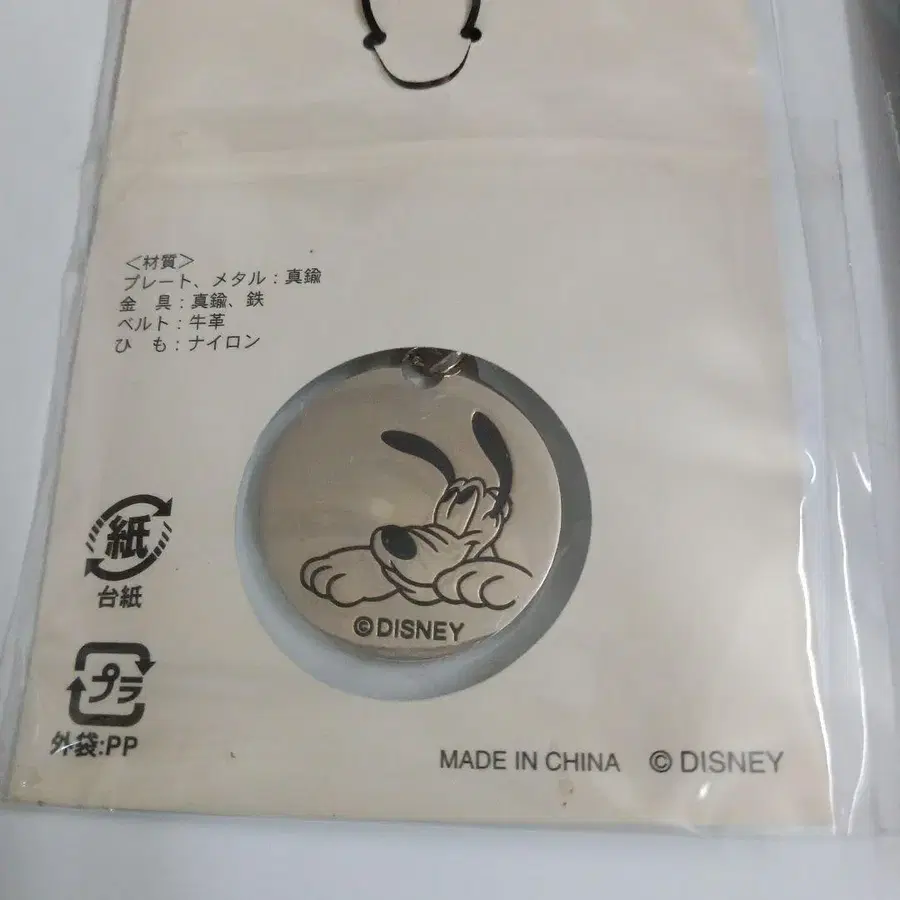 <材質>
プレート、メタル：真鍮
金　具：真鍮、鉄
ベルト：牛革
ひ　も：ナイロン
紙
台紙
©DISNEY
プラ
外袋:PP
MADE IN CHINA © DISNEY